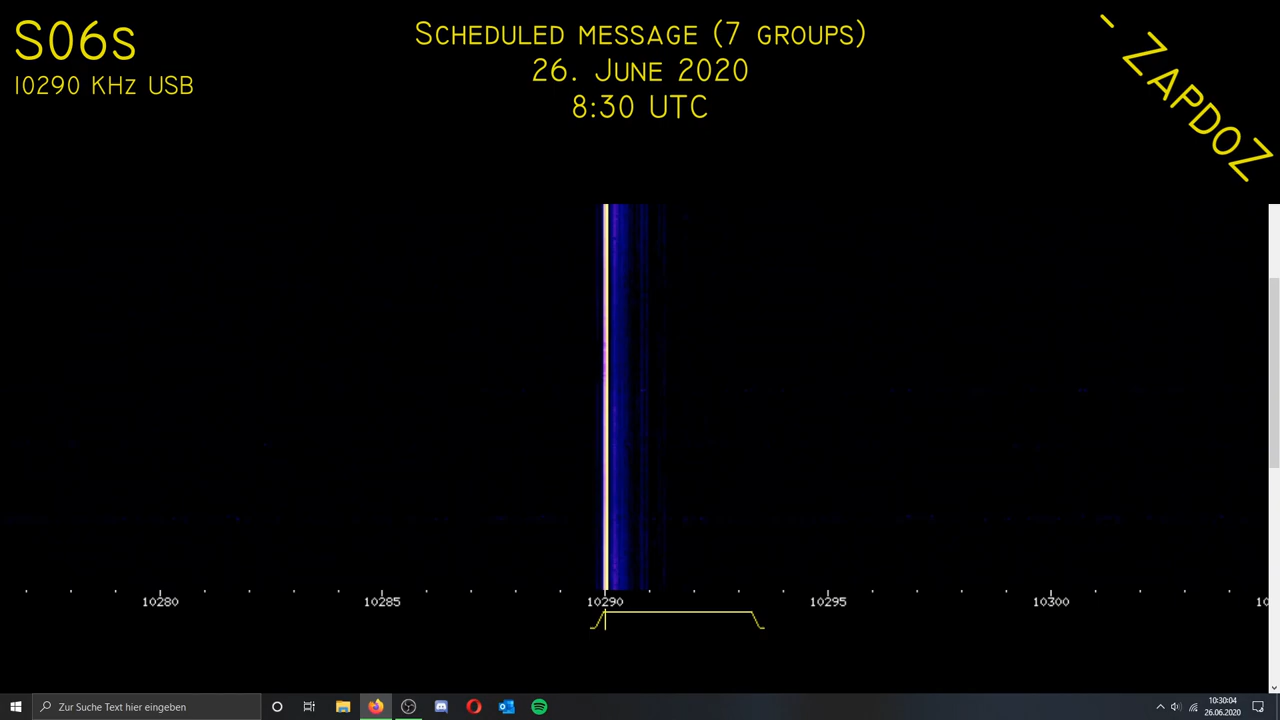 S06s
10290 KHz USB
Scheduled message (7 groups)
26. June 2020
8:30 UTC
- ZAPDOZ
10280 10285 10290 10295 10300 10
Zur Suche Text hier eingeben
10:30:04
26.06.2020